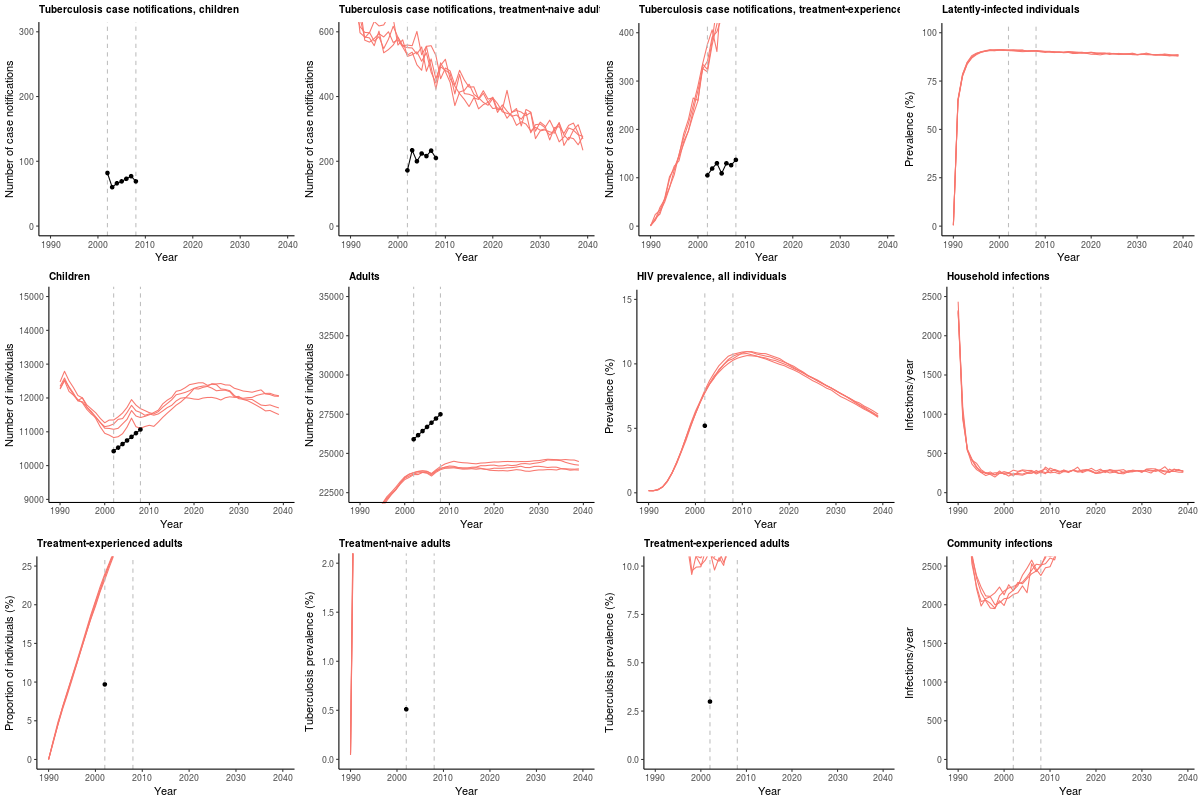 Tuberculosis case notifications, children
Number of case notifications
300
200
100
0
1990 2000 2010 2020 2030 2040
Year
Tuberculosis case notifications, treatment-naive adul
Number of case notifications
600
400
200
0
1990 2000 2010 2020 2030 2040
Year
Tuberculosis case notifications, treatment-experience
Number of case notifications
400
300
200
100
0
1990 2000 2010 2020 2030 2040
Year
Latently-infected individuals
Prevalence (%)
100
75
50
25
0
1990 2000 2010 2020 2030 2040
Year
Children
Number of individuals
15000
14000
13000
12000
11000
10000
9000
1990 2000 2010 2020 2030 2040
Year
Adults
Number of individuals
35000
32500
30000
27500
25000
22500
1990 2000 2010 2020 2030 2040
Year
HIV prevalence, all individuals
Prevalence (%)
15
10
5
0
1990 2000 2010 2020 2030 2040
Year
Household infections
Infections/year
2500
2000
1500
1000
500
0
1990 2000 2010 2020 2030 2040
Year
Treatment-experienced adults
Proportion of individuals (%)
25
20
15
10
5
0
1990 2000 2010 2020 2030 2040
Year
Treatment-naive adults
Tuberculosis prevalence (%)
2.0
1.5
1.0
0.5
0.0
1990 2000 2010 2020 2030 2040
Year
Treatment-experienced adults
Tuberculosis prevalence (%)
10.0
7.5
5.0
2.5
0.0
1990 2000 2010 2020 2030 2040
Year
Community infections
Infections/year
2500
2000
1500
1000
500
0
1990 2000 2010 2020 2030 2040
Year